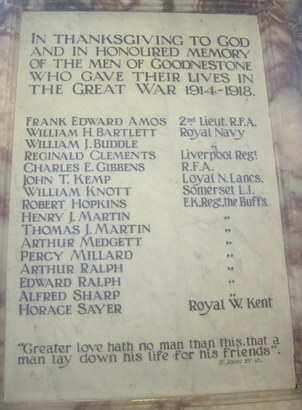 IN THANKSGIVING TO GOD
AND IN HONOURED MEMORY
OF THE MEN OF GOODNESTONE
WHO GAVE THEIR LIVES IN
THE GREAT WAR 1914-1918.
FRANK EDWARD AMOS 2nd Lieut. R.F.A.
WILLIAM H. BARTLETT Royal Navy
WILLIAM J. BUDDLE "
REGINALD CLEMENTS Liverpool Regt.
CHARLES E. GIBBENS R.F.A.
JOHN T. KEMP Loyal N. Lancs.
WILLIAM KNOTT Somerset L.I.
ROBERT HOPKINS E.K. Regt. the Buffs.
HENRY J. MARTIN "
THOMAS J. MARTIN "
ARTHUR MEDGETT "
PERCY MILLARD "
ARTHUR RALPH "
EDWARD RALPH "
ALFRED SHARP "
HORACE SAYER Royal W. Kent
"Greater love hath no man than this, that a
man lay down his life for his friends".